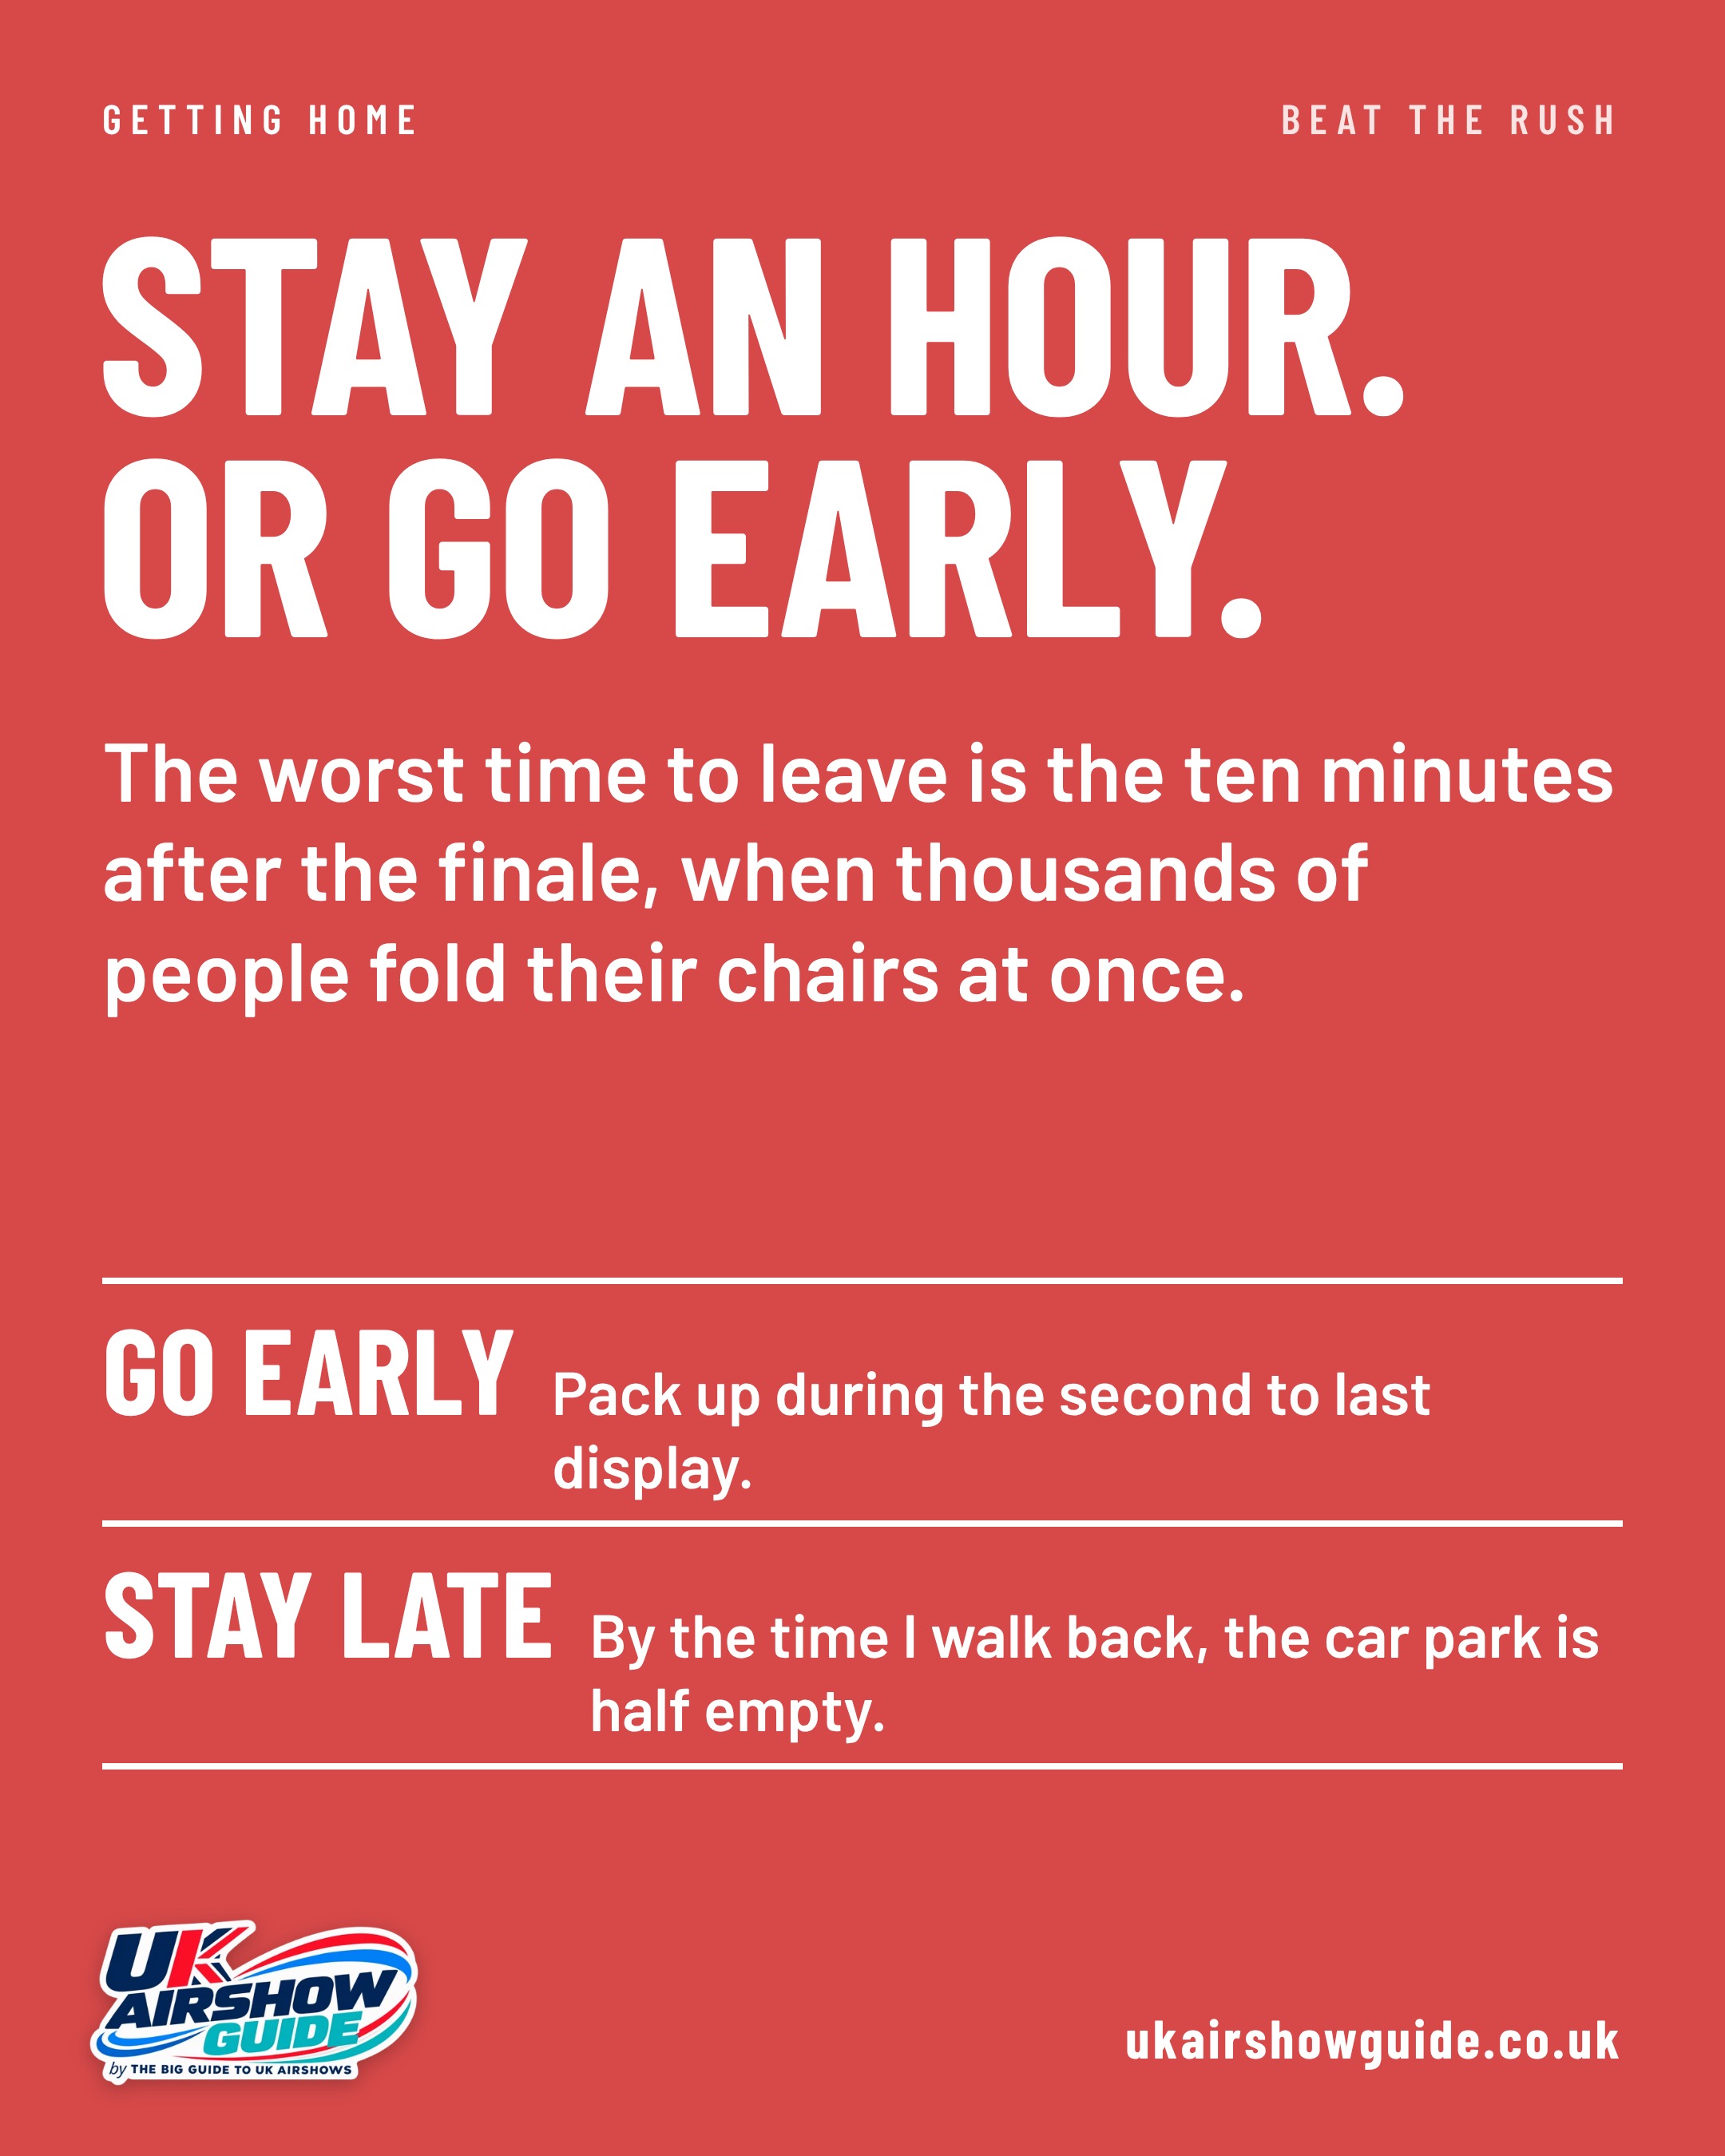 GETTING HOME
BEAT THE RUSH
STAY AN HOUR.
OR GO EARLY.
The worst time to leave is the ten minutes
after the finale, when thousands of
people fold their chairs at once.
GO EARLY
Pack up during the second to last
display.
STAY LATE
By the time I walk back, the car park is
half empty.
UK
AIRSHOW
GUIDE
by THE BIG GUIDE TO UK AIRSHOWS
ukairshowguide.co.uk